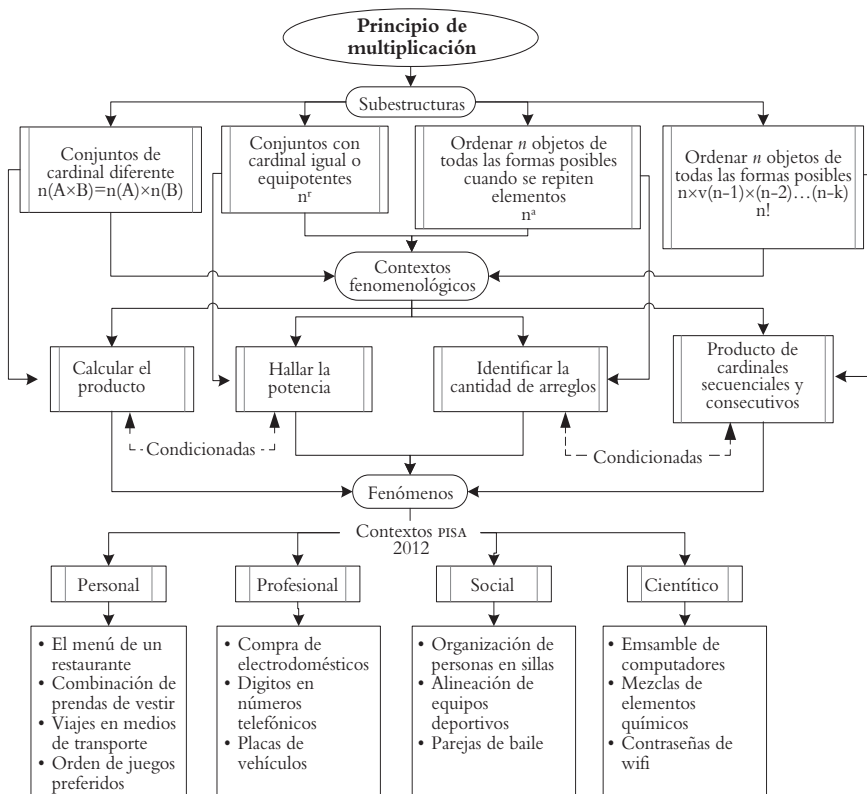 Principio de
multiplicación
Subestructuras
Conjuntos de
cardinal diferente
n(A×B)=n(A)×n(B)
Conjuntos con
cardinal igual o
equipotentes
nʳ
Ordenar n objetos de
todas las formas posibles
cuando se repiten
elementos
nᵃ
Ordenar n objetos de
todas las formas posibles
n×v(n-1)×(n-2)…(n-k)
n!
Contextos
fenomenológicos
Calcular el
producto
Hallar la
potencia
Identificar la
cantidad de arreglos
Producto de
cardinales
secuenciales y
consecutivos
Condicionadas
Condicionadas
Fenómenos
Contextos PISA
2012
Personal
Profesional
Social
Cientítico
• El menú de un
restaurante
• Combinación de
prendas de vestir
• Viajes en medios
de transporte
• Orden de juegos
preferidos
• Compra de
electrodomésticos
• Digitos en
números
telefónicos
• Placas de
vehículos
• Organización de
personas en sillas
• Alineación de
equipos
deportivos
• Parejas de baile
• Emsamble de
computadores
• Mezclas de
elementos
químicos
• Contraseñas de
wifi